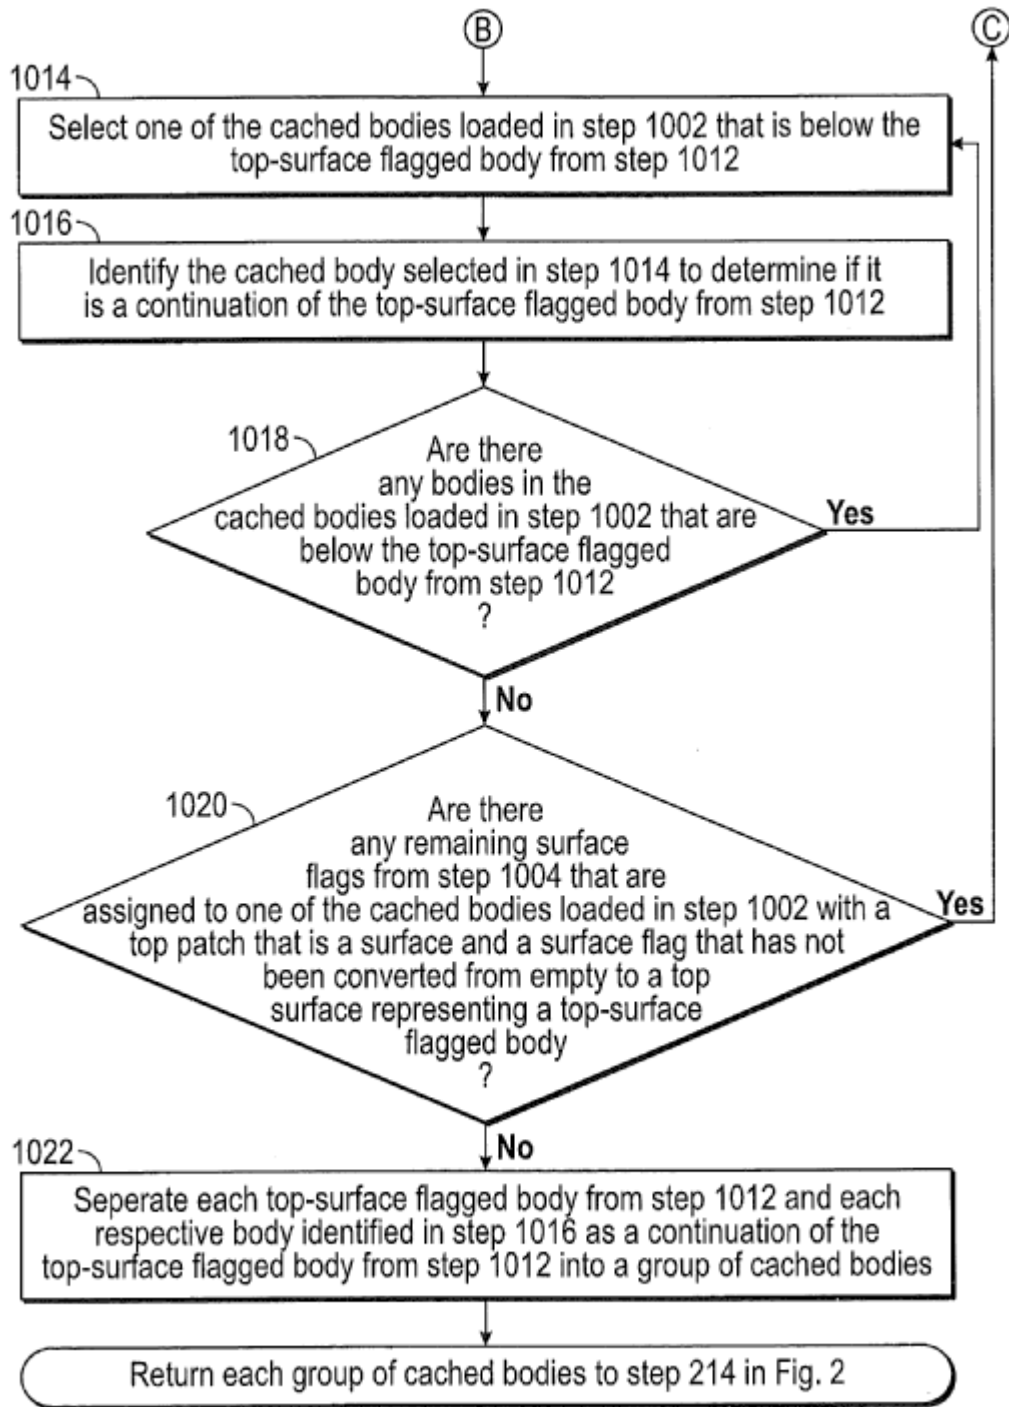 B
C
1014
Select one of the cached bodies loaded in step 1002 that is below the
top-surface flagged body from step 1012
1016
Identify the cached body selected in step 1014 to determine if it
is a continuation of the top-surface flagged body from step 1012
1018
Are there
any bodies in the
cached bodies loaded in step 1002 that are
below the top-surface flagged
body from step 1012
?
Yes
No
1020
Are there
any remaining surface
flags from step 1004 that are
assigned to one of the cached bodies loaded in step 1002 with a
top patch that is a surface and a surface flag that has not
been converted from empty to a top
surface representing a top-surface
flagged body
?
Yes
No
1022
Seperate each top-surface flagged body from step 1012 and each
respective body identified in step 1016 as a continuation of the
top-surface flagged body from step 1012 into a group of cached bodies
Return each group of cached bodies to step 214 in Fig. 2